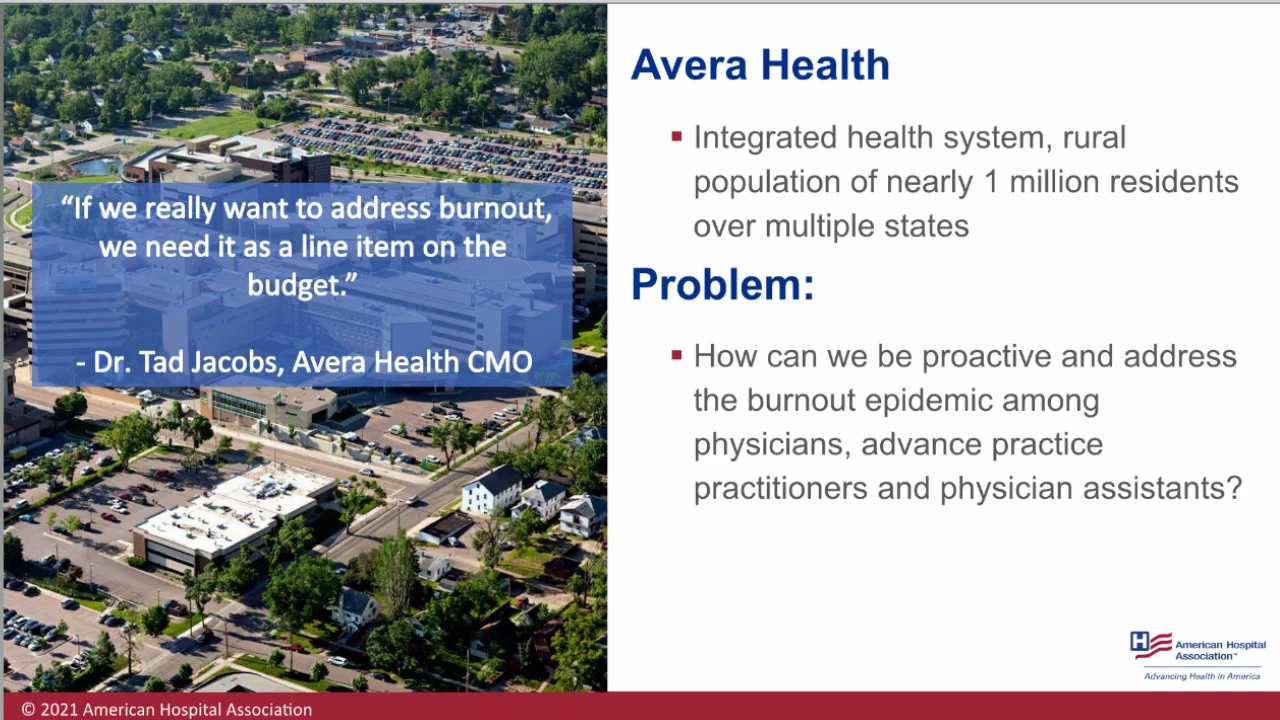 “If we really want to address burnout,
we need it as a line item on the
budget.”
- Dr. Tad Jacobs, Avera Health CMO
Avera Health
Integrated health system, rural
population of nearly 1 million residents
over multiple states
Problem:
How can we be proactive and address
the burnout epidemic among
physicians, advance practice
practitioners and physician assistants?
H
American Hospital
Association™
Advancing Health in America
© 2021 American Hospital Association